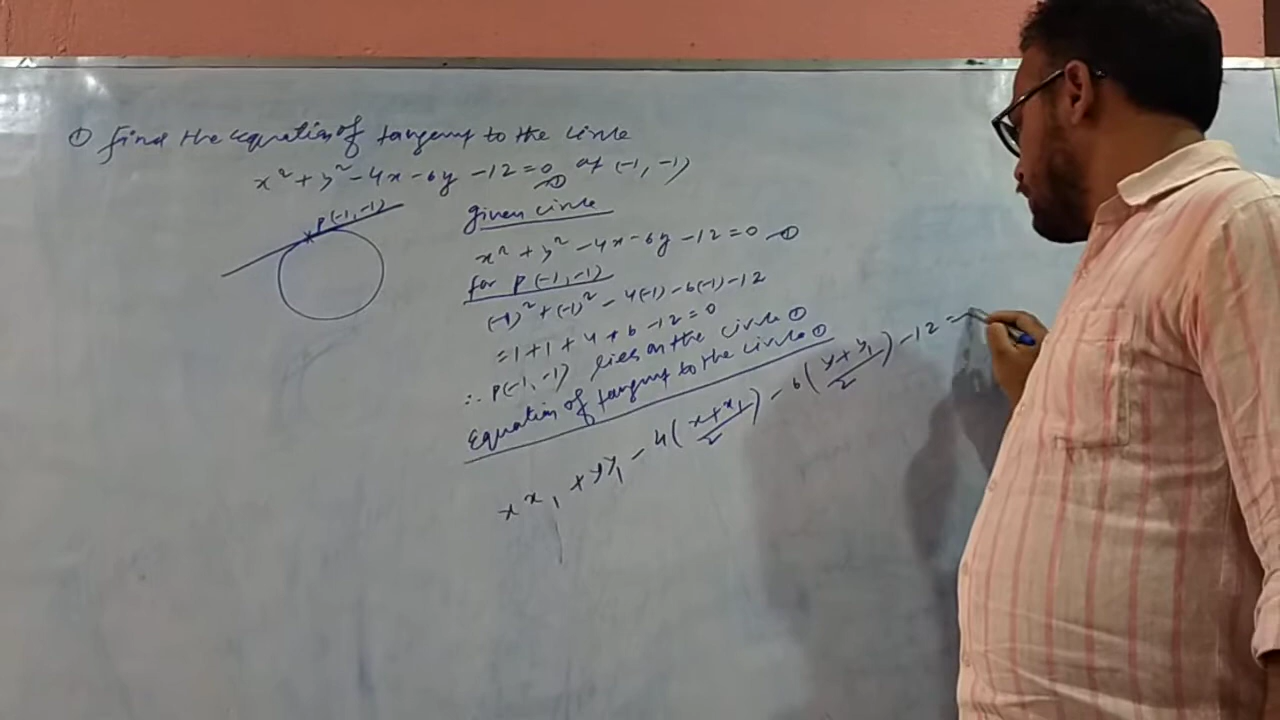 ① find the equation of tangent to the circle
x² + y² - 4x - 6y - 12 = 0 —① at (-1, -1)
P(-1, -1)
given circle
x² + y² - 4x - 6y - 12 = 0 —①
for P(-1, -1)
(-1)² + (-1)² - 4(-1) - 6(-1) - 12
= 1 + 1 + 4 + 6 - 12 = 0
∴ P(-1, -1) lies on the circle ①
Equation of tangent to the circle ①
xx₁ + yy₁ - 4((x+x₁)/2) - 6((y+y₁)/2) - 12 =